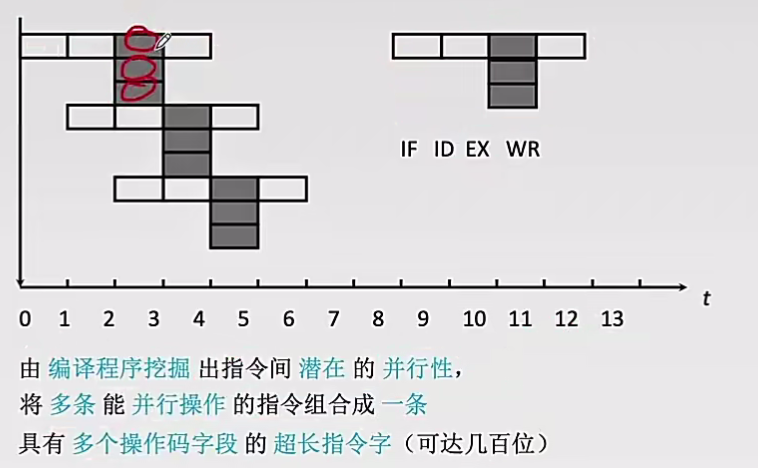 IF ID EX WR
t
0 1 2 3 4 5 6 7 8 9 10 11 12 13
由 编译程序挖掘 出指令间 潜在 的 并行性,
将 多条 能 并行操作 的指令组合成 一条
具有 多个操作码字段 的 超长指令字（可达几百位）